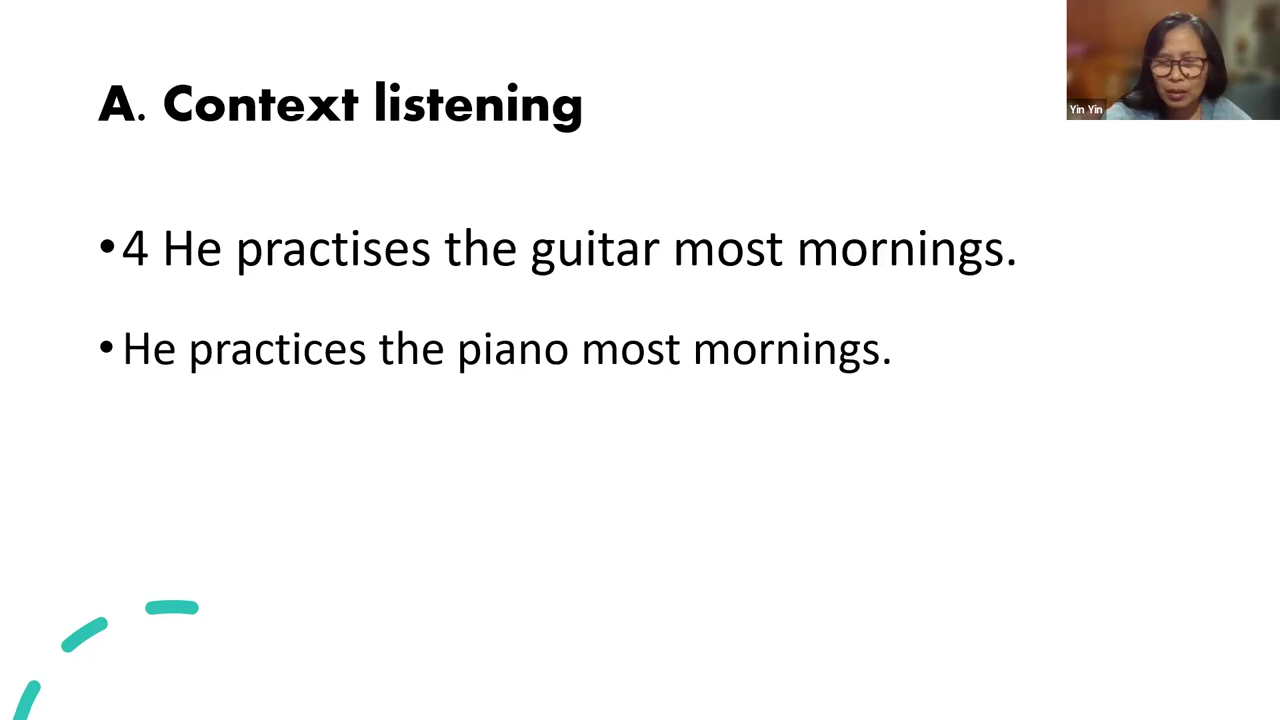 A. Context listening
Yin Yin
•4 He practises the guitar most mornings.
•He practices the piano most mornings.